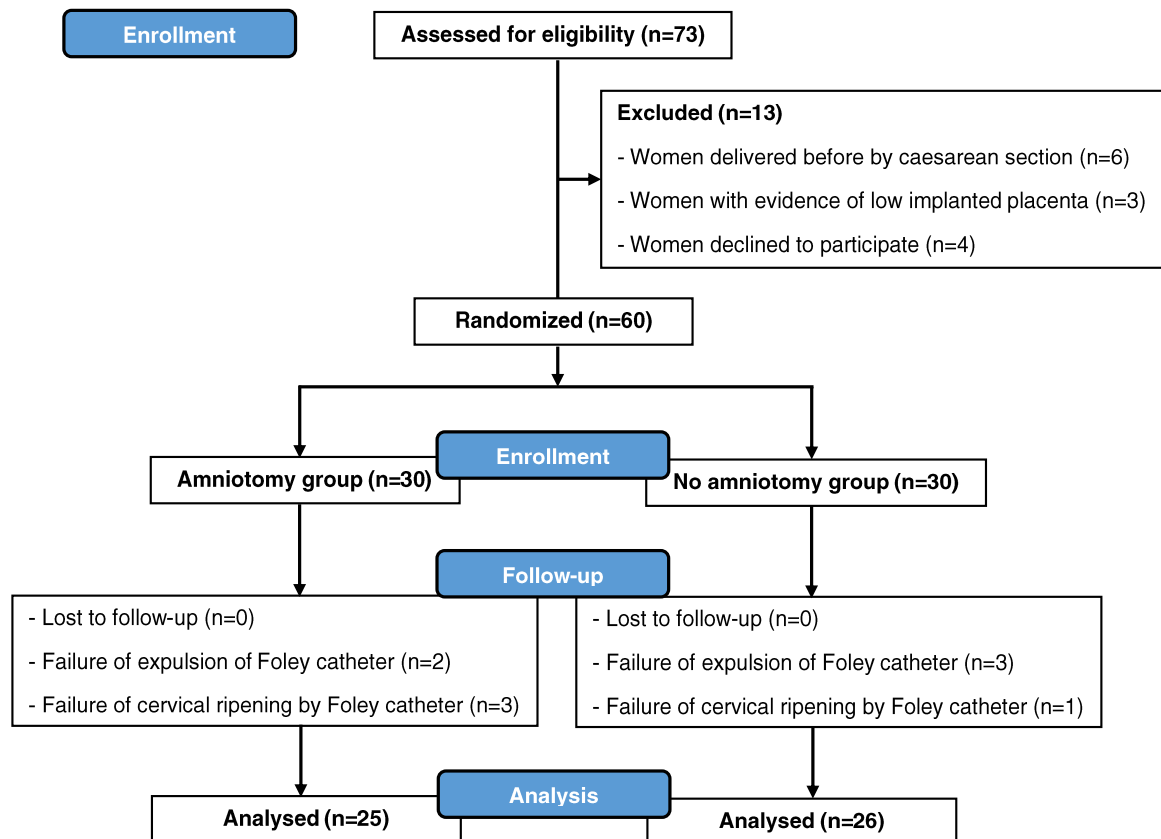 Enrollment
Assessed for eligibility (n=73)
Excluded (n=13)
- Women delivered before by caesarean section (n=6)
- Women with evidence of low implanted placenta (n=3)
- Women declined to participate (n=4)
Randomized (n=60)
Enrollment
Amniotomy group (n=30)
No amniotomy group (n=30)
Follow-up
- Lost to follow-up (n=0)
- Failure of expulsion of Foley catheter (n=2)
- Failure of cervical ripening by Foley catheter (n=3)
- Lost to follow-up (n=0)
- Failure of expulsion of Foley catheter (n=3)
- Failure of cervical ripening by Foley catheter (n=1)
Analysis
Analysed (n=25)
Analysed (n=26)